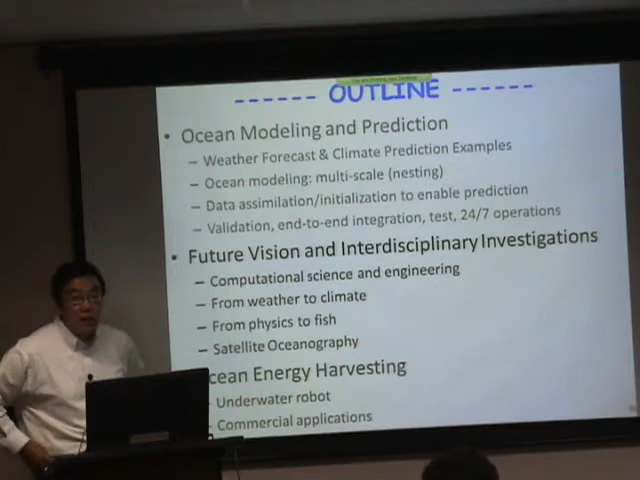 ------ OUTLINE ------
• Ocean Modeling and Prediction
– Weather Forecast & Climate Prediction Examples
– Ocean modeling: multi-scale (nesting)
– Data assimilation/initialization to enable prediction
– Validation, end-to-end integration, test, 24/7 operations
• Future Vision and Interdisciplinary Investigations
– Computational science and engineering
– From weather to climate
– From physics to fish
– Satellite Oceanography
cean Energy Harvesting
– Underwater robot
– Commercial applications